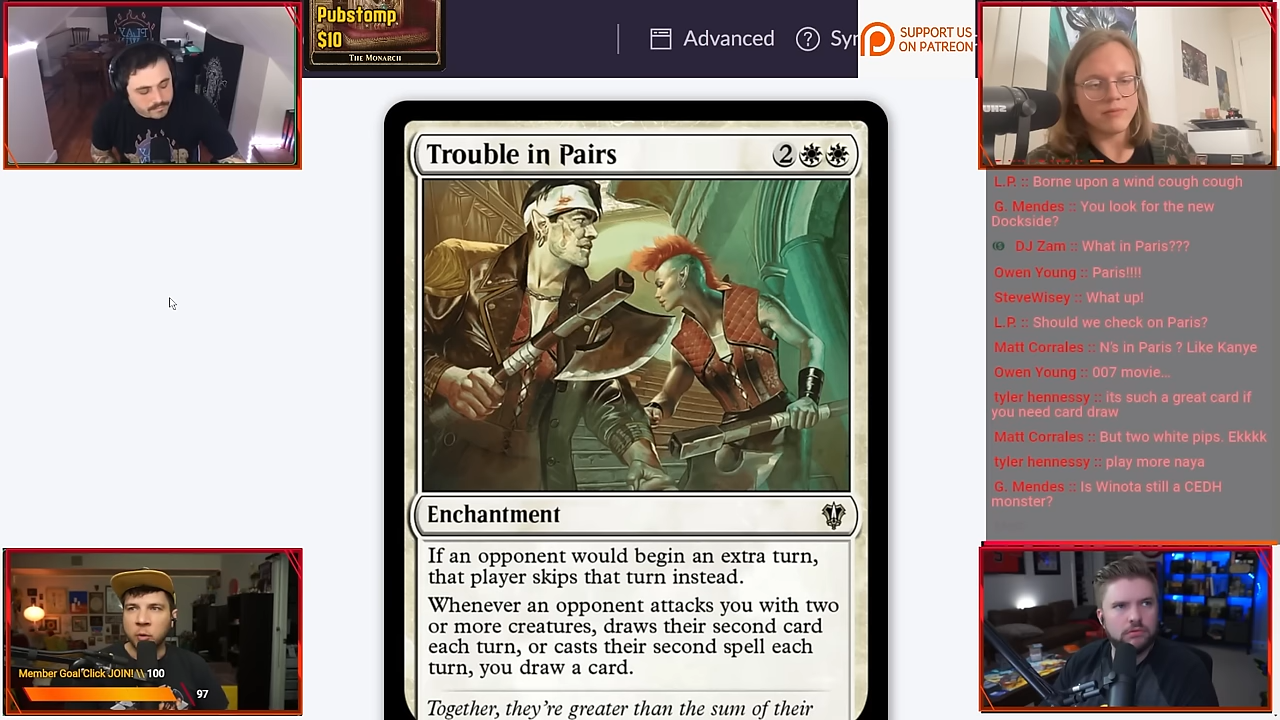 Pubstomp
$10
THE MONARCH
Advanced
Syn
SUPPORT US
ON PATREON
Trouble in Pairs
2
Enchantment
If an opponent would begin an extra turn,
that player skips that turn instead.
Whenever an opponent attacks you with two
or more creatures, draws their second card
each turn, or casts their second spell each
turn, you draw a card.
Together, they're greater than the sum of their
L.P. :: Borne upon a wind cough cough
G. Mendes :: You look for the new
Dockside?
DJ Zam :: What in Paris???
Owen Young :: Paris!!!!
SteveWisey :: What up!
L.P. :: Should we check on Paris?
Matt Corrales :: N's in Paris ? Like Kanye
Owen Young :: 007 movie...
tyler hennessy :: its such a great card if
you need card draw
Matt Corrales :: But two white pips. Ekkkk
tyler hennessy :: play more naya
G. Mendes :: Is Winota still a CEDH
monster?
Member Goal Click JOIN! \\ 100
97